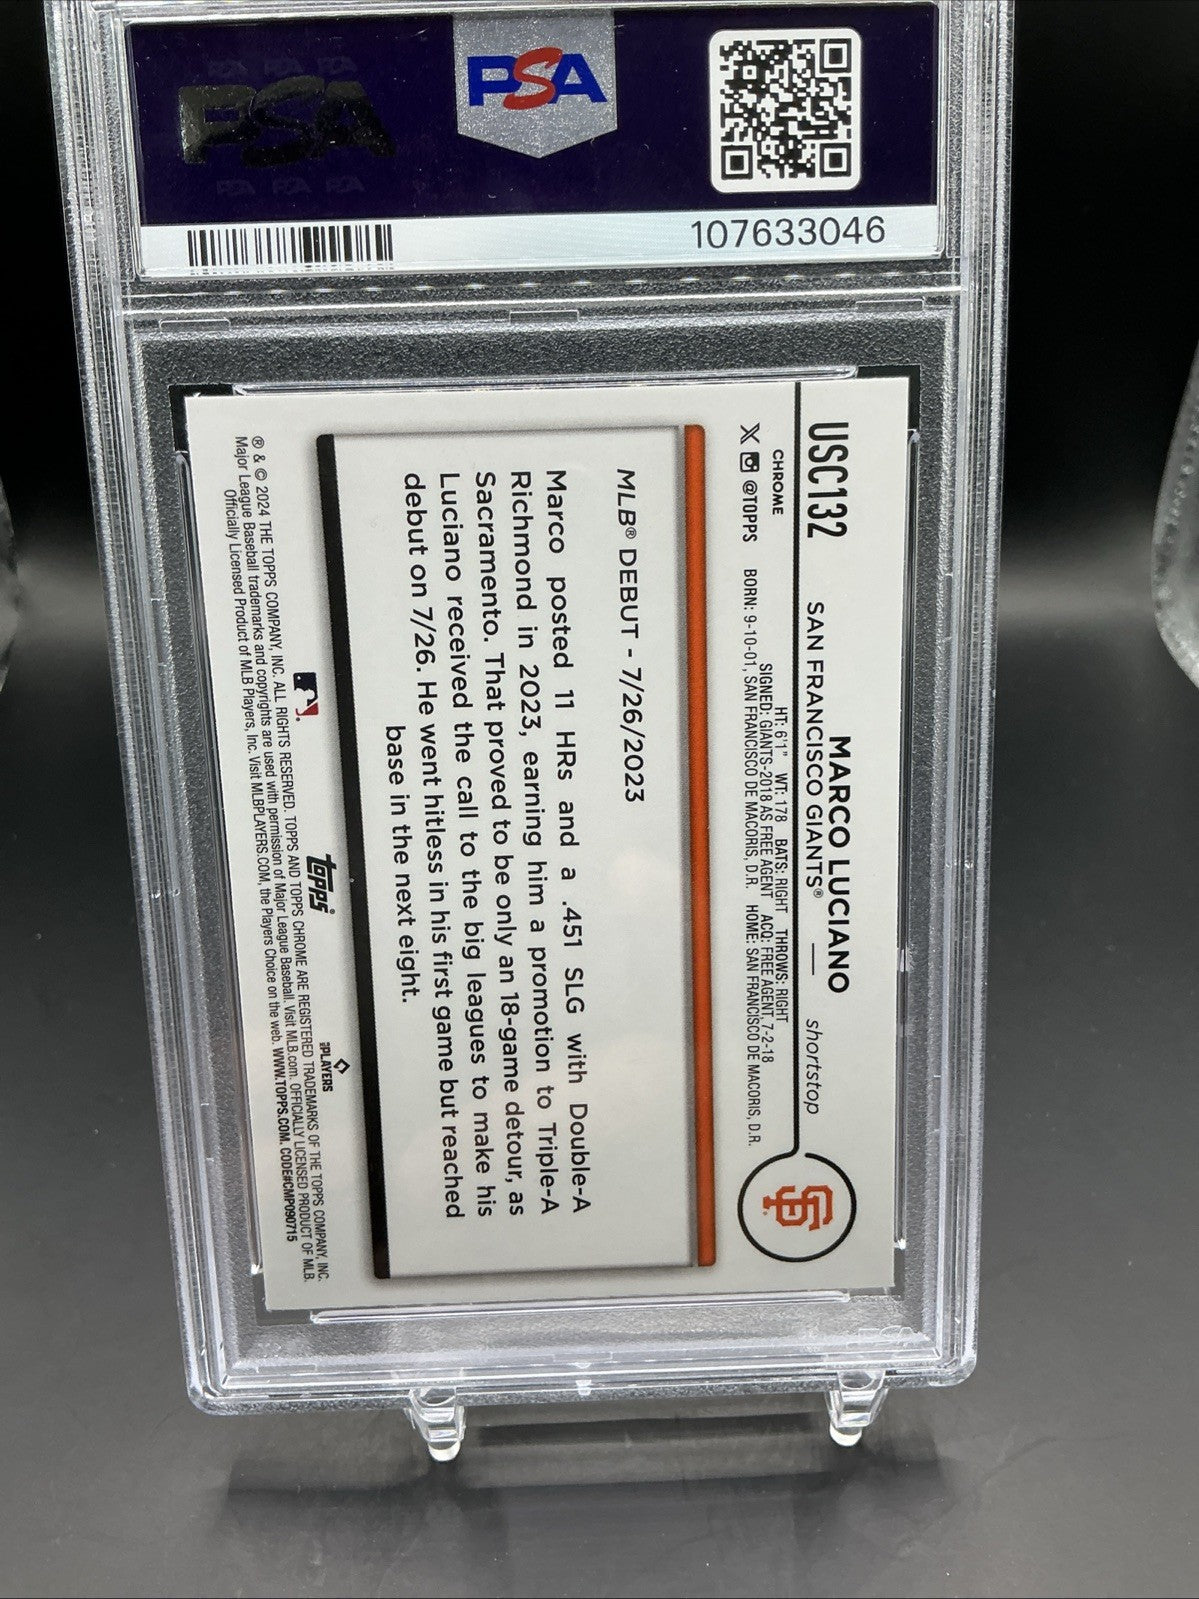 PSA
PSA
107633046
USC132
MARCO LUCIANO
SAN FRANCISCO GIANTS® — shortstop
CHROME
HT: 6'1" WT: 178 BATS: RIGHT THROWS: RIGHT
SIGNED: GIANTS-2018 AS FREE AGENT ACQ: FREE AGENT, 7-2-18
X @TOPPS BORN: 9-10-01, SAN FRANCISCO DE MACORIS, D.R. HOME: SAN FRANCISCO DE MACORIS, D.R.
SF
MLB® DEBUT - 7/26/2023
Marco posted 11 HRs and a .451 SLG with Double-A
Richmond in 2023, earning him a promotion to Triple-A
Sacramento. That proved to be only an 18-game detour, as
Luciano received the call to the big leagues to make his
debut on 7/26. He went hitless in his first game but reached
base in the next eight.
topps
PLAYERS
® & © 2024 THE TOPPS COMPANY, INC. ALL RIGHTS RESERVED. TOPPS AND TOPPS CHROME ARE REGISTERED TRADEMARKS OF THE TOPPS COMPANY, INC.
Major League Baseball trademarks and copyrights are used with permission of Major League Baseball. Visit MLB.com. OFFICIALLY LICENSED PRODUCT OF MLB.
Officially Licensed Product of MLB Players, Inc. Visit MLBPLAYERS.COM, the Players Choice on the web. WWW.TOPPS.COM. CODE#CMP090715